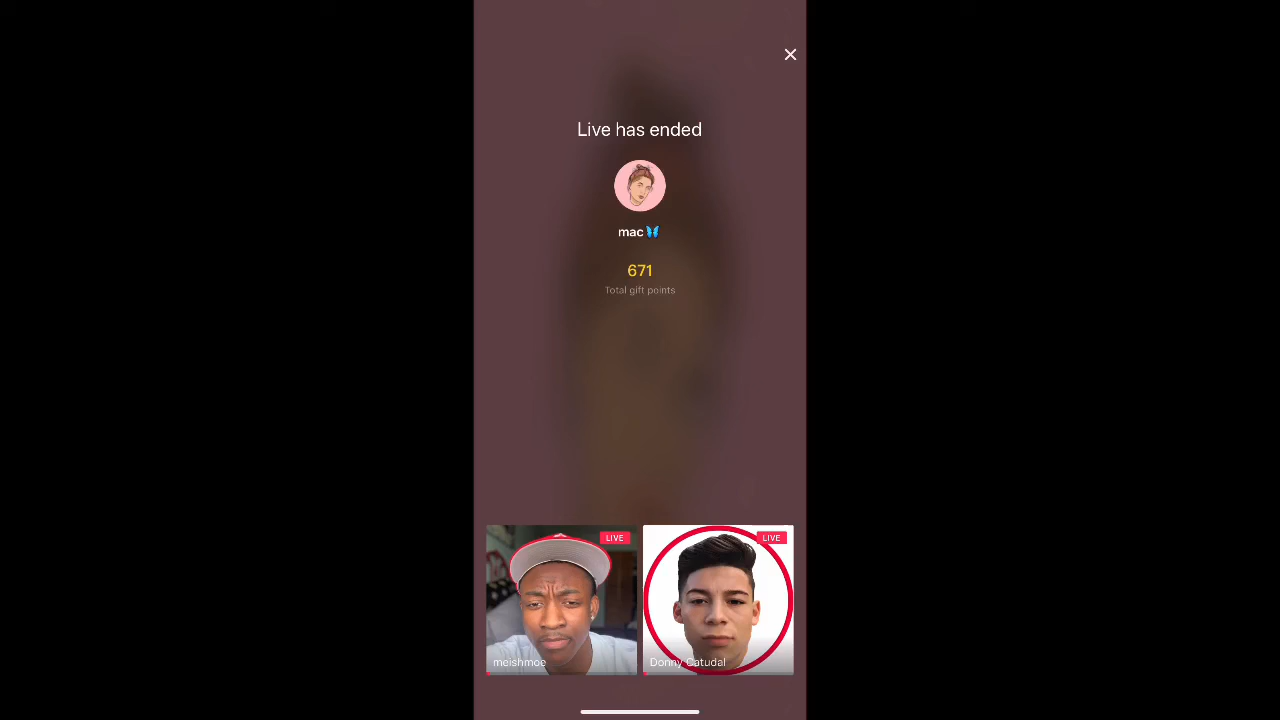 Live has ended
mac🦋
671
Total gift points
LIVE
LIVE
meishmoe
Donny Catudal